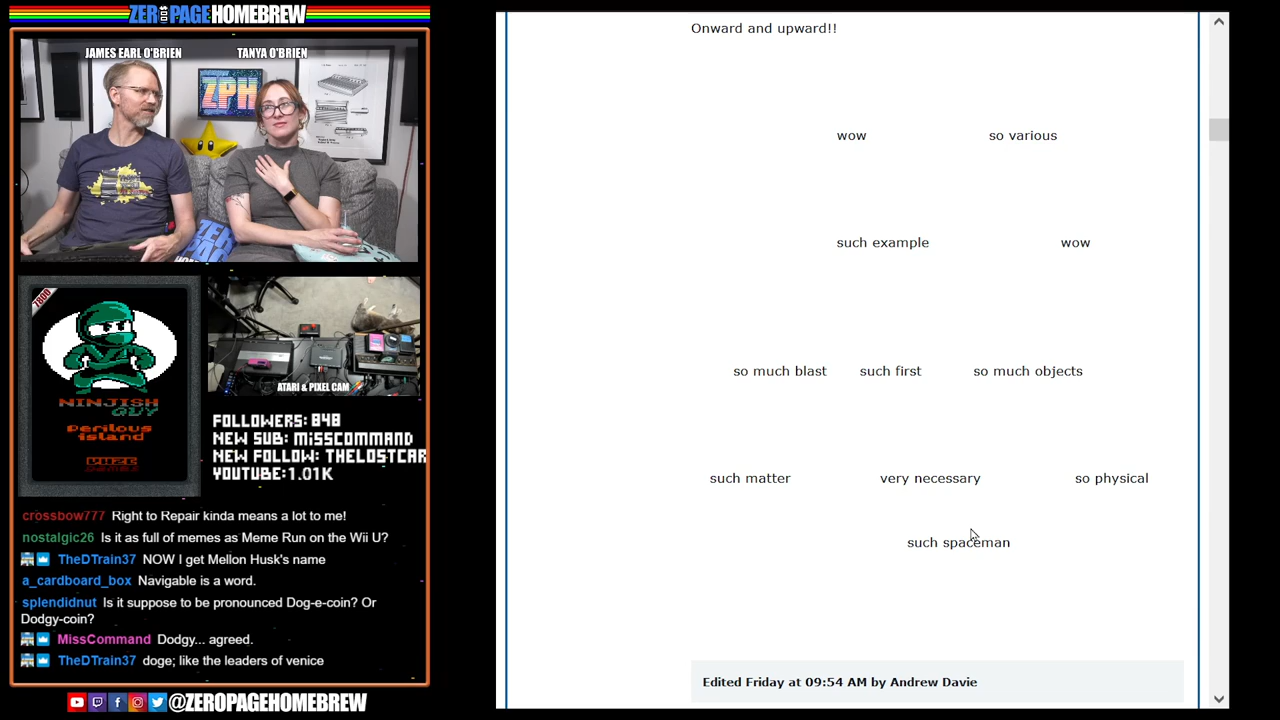 ZEROPAGEHOMEBREW
JAMES EARL O'BRIEN
TANYA O'BRIEN
ZPH
7800
NINJISH
GUY
Perilous
island
ATARI & PIXEL CAM
FOLLOWERS: 848
NEW SUB: MISSCOMMAND
NEW FOLLOW: THELOSTCAR
YOUTUBE:1.01K
crossbow777 Right to Repair kinda means a lot to me!
nostalgic26 Is it as full of memes as Meme Run on the Wii U?
TheDTrain37 NOW I get Mellon Husk's name
a_cardboard_box Navigable is a word.
splendidnut Is it suppose to be pronounced Dog-e-coin? Or
Dodgy-coin?
MissCommand Dodgy... agreed.
TheDTrain37 doge; like the leaders of venice
@ZEROPAGEHOMEBREW
Onward and upward!!
wow so various
such example wow
so much blast such first so much objects
such matter very necessary so physical
such spaceman
Edited Friday at 09:54 AM by Andrew Davie